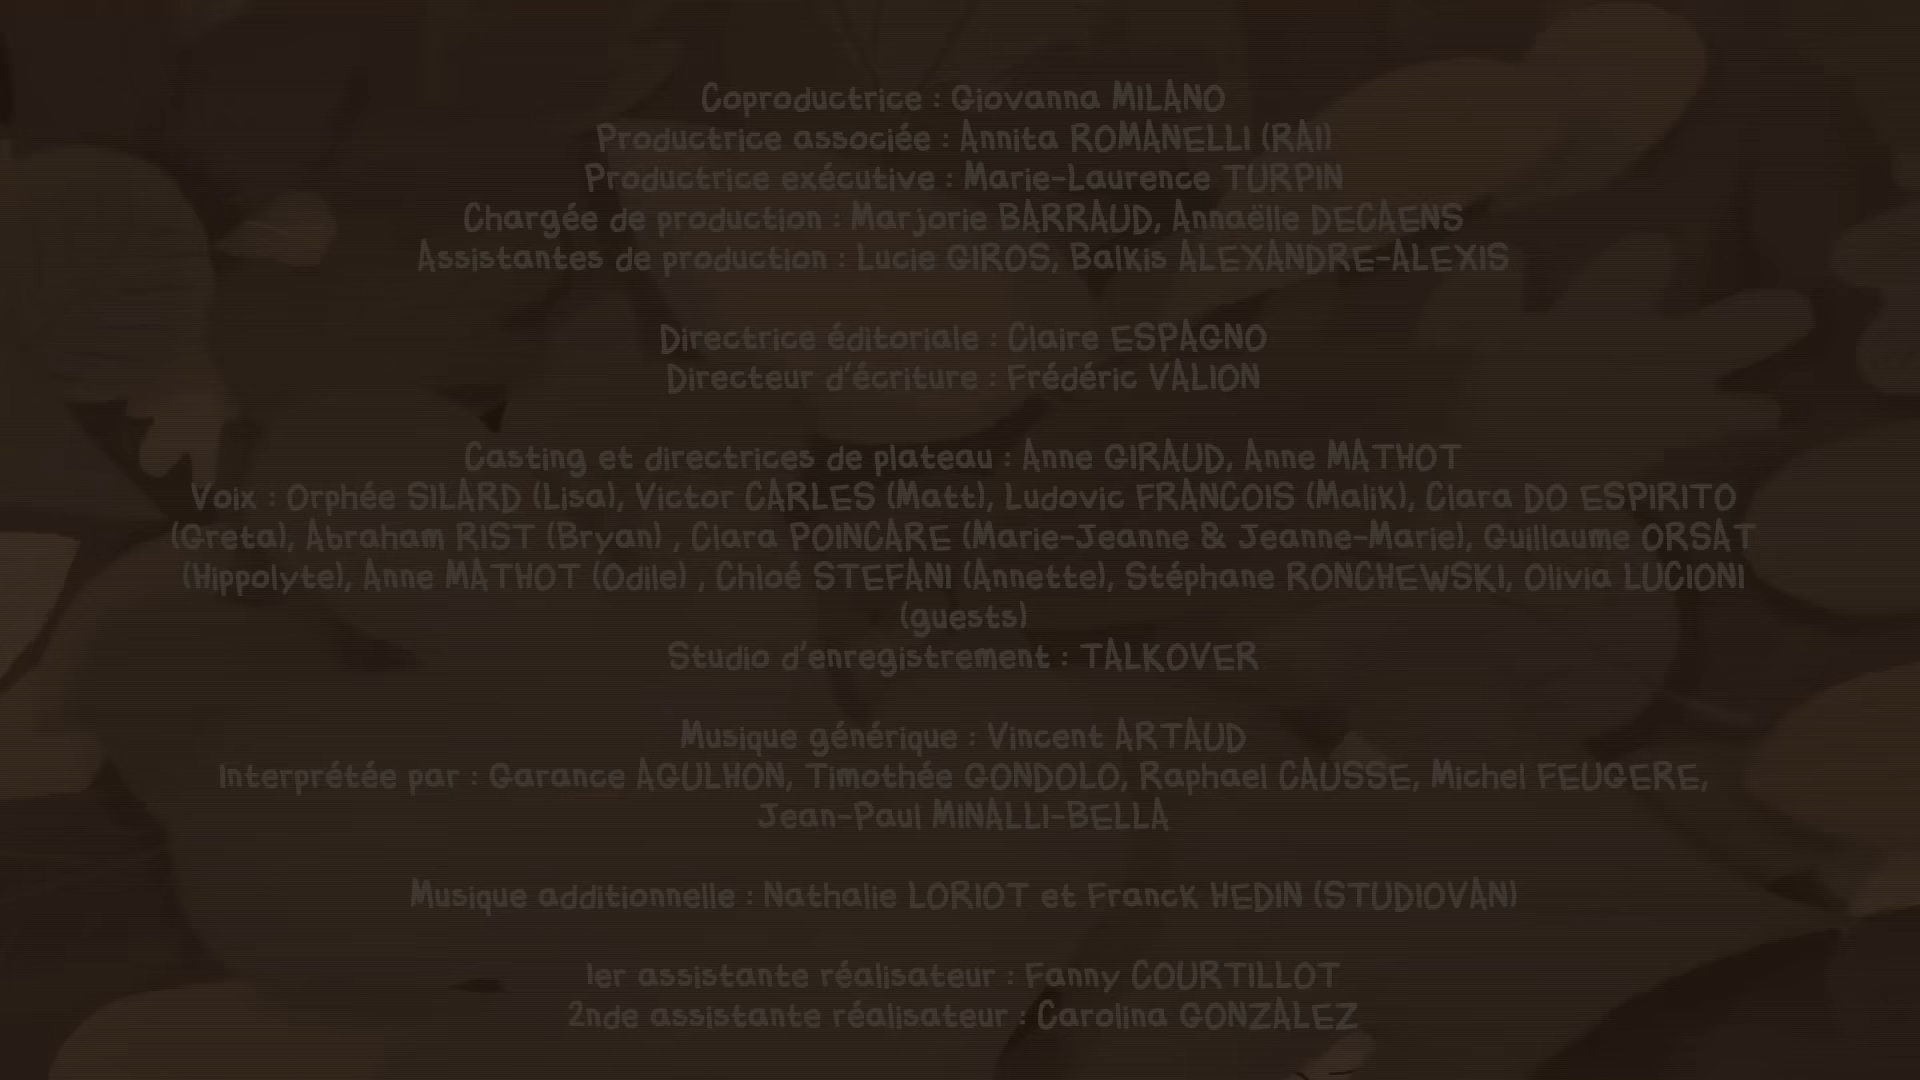 Coproductrice : Giovanna MILANO
Productrice associée : Annita ROMANELLI (RAI)
Productrice exécutive : Marie-Laurence TURPIN
Chargée de production : Marjorie BARRAUD, Annaëlle DECAENS
Assistantes de production : Lucie GIROS, Balkis ALEXANDRE-ALEXIS
Directrice éditoriale : Claire ESPAGNO
Directeur d'écriture : Frédéric VALION
Casting et directrices de plateau : Anne GIRAUD, Anne MATHOT
Voix : Orphée SILARD (Lisa), Victor CARLES (Matt), Ludovic FRANCOIS (Malik), Clara DO ESPIRITO
(Greta), Abraham RIST (Bryan) , Clara POINCARE (Marie-Jeanne & Jeanne-Marie), Guillaume ORSAT
(Hippolyte), Anne MATHOT (Odile) , Chloé STEFANI (Annette), Stéphane RONCHEWSKI, Olivia LUCIONI
(guests)
Studio d'enregistrement : TALKOVER
Musique générique : Vincent ARTAUD
Interprétée par : Garance AGULHON, Timothée GONDOLO, Raphael CAUSSE, Michel FEUGERE,
Jean-Paul MINALLI-BELLA
Musique additionnelle : Nathalie LORIOT et Franck HEDIN (STUDIOVAN)
1er assistante réalisateur : Fanny COURTILLOT
2nde assistante réalisateur : Carolina GONZALEZ